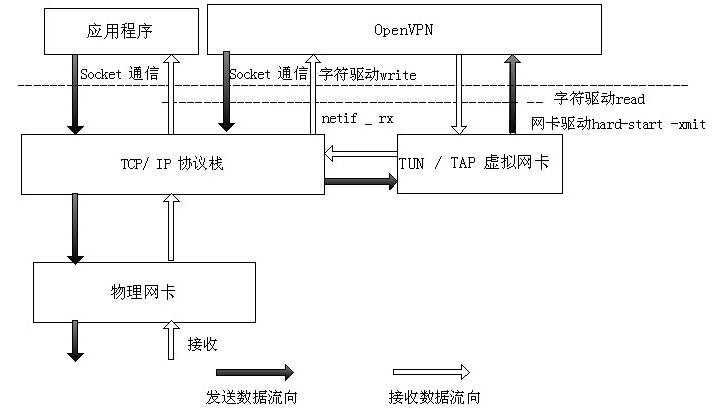 应用程序
OpenVPN
Socket 通信
Socket 通信
字符驱动write
字符驱动read
netif _ rx
网卡驱动hard-start -xmit
TCP/ IP 协议栈
TUN / TAP 虚拟网卡
物理网卡
接收
发送数据流向
接收数据流向